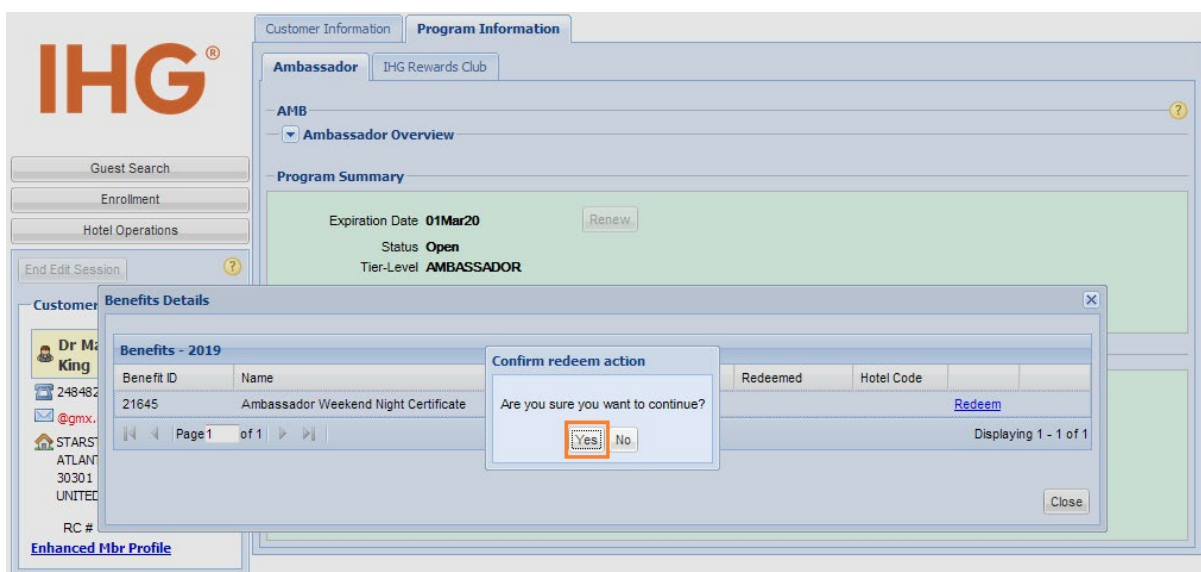 IHG®
Guest Search
Enrollment
Hotel Operations
End Edit Session
?
Customer
Dr Ma
King
248482
@gmx.
STARST
ATLANT
30301
UNITED
RC #
Enhanced Mbr Profile
Customer Information
Program Information
Ambassador
IHG Rewards Club
AMB
?
Ambassador Overview
Program Summary
Expiration Date 01Mar20
Renew
Status Open
Tier-Level AMBASSADOR
Benefits Details
Benefits - 2019
Benefit ID Name Redeemed Hotel Code
21645 Ambassador Weekend Night Certificate Redeem
Page 1 of 1
Displaying 1 - 1 of 1
Confirm redeem action
Are you sure you want to continue?
Yes No
Close